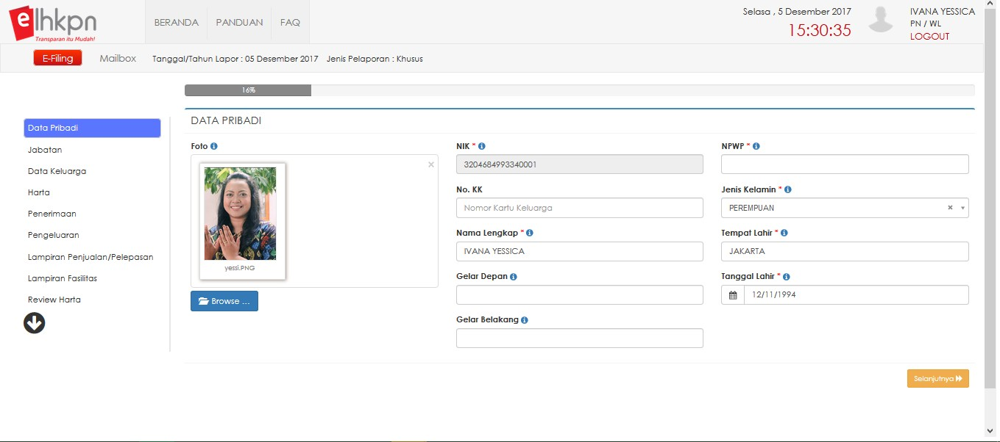 elhkpn
Transparan itu Mudah!
BERANDA PANDUAN FAQ
Selasa , 5 Desember 2017
15:30:35
IVANA YESSICA
PN / WL
LOGOUT
E-Filing Mailbox Tanggal/Tahun Lapor : 05 Desember 2017 Jenis Pelaporan : Khusus
16%
Data Pribadi
Jabatan
Data Keluarga
Harta
Penerimaan
Pengeluaran
Lampiran Penjualan/Pelepasan
Lampiran Fasilitas
Review Harta
DATA PRIBADI
Foto
×
yessi.PNG
Browse ...
NIK *
3204684993340001
No. KK
Nomor Kartu Keluarga
Nama Lengkap *
IVANA YESSICA
Gelar Depan
Gelar Belakang
NPWP *
Jenis Kelamin *
PEREMPUAN ×
Tempat Lahir *
JAKARTA
Tanggal Lahir *
12/11/1994
Selanjutnya